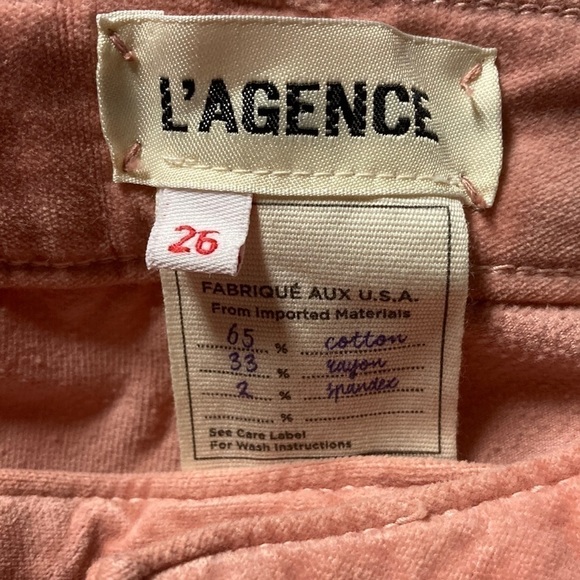 L'AGENCE
26
FABRIQUÉ AUX U.S.A.
From Imported Materials
65 % cotton
33 % rayon
2 % spandex
%
See Care Label
For Wash Instructions